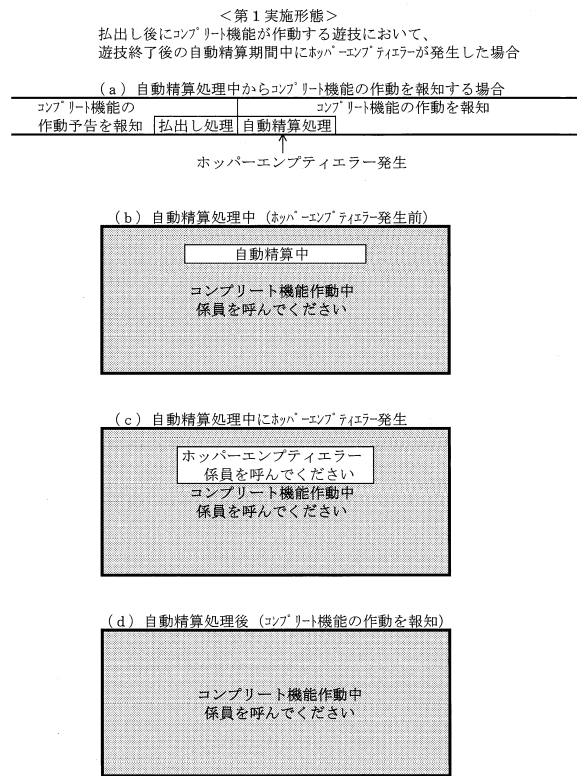 ＜第１実施形態＞
払出し後にｺﾝﾌﾟﾘｰﾄ機能が作動する遊技において、
遊技終了後の自動精算期間中にﾎｯﾊﾟｰｴﾝﾌﾟﾃｨｴﾗｰが発生した場合
（ａ）自動精算処理中からｺﾝﾌﾟﾘｰﾄ機能の作動を報知する場合
ｺﾝﾌﾟﾘｰﾄ機能の
作動予告を報知
払出し処理
ｺﾝﾌﾟﾘｰﾄ機能の作動を報知
自動精算処理
ホッパーエンプティエラー発生
（ｂ）自動精算処理中（ﾎｯﾊﾟｰｴﾝﾌﾟﾃｨｴﾗｰ発生前）
自動精算中
コンプリート機能作動中
係員を呼んでください
（ｃ）自動精算処理中にﾎｯﾊﾟｰｴﾝﾌﾟﾃｨｴﾗｰ発生
ホッパーエンプティエラー
係員を呼んでください
コンプリート機能作動中
係員を呼んでください
（ｄ）自動精算処理後（ｺﾝﾌﾟﾘｰﾄ機能の作動を報知）
コンプリート機能作動中
係員を呼んでください